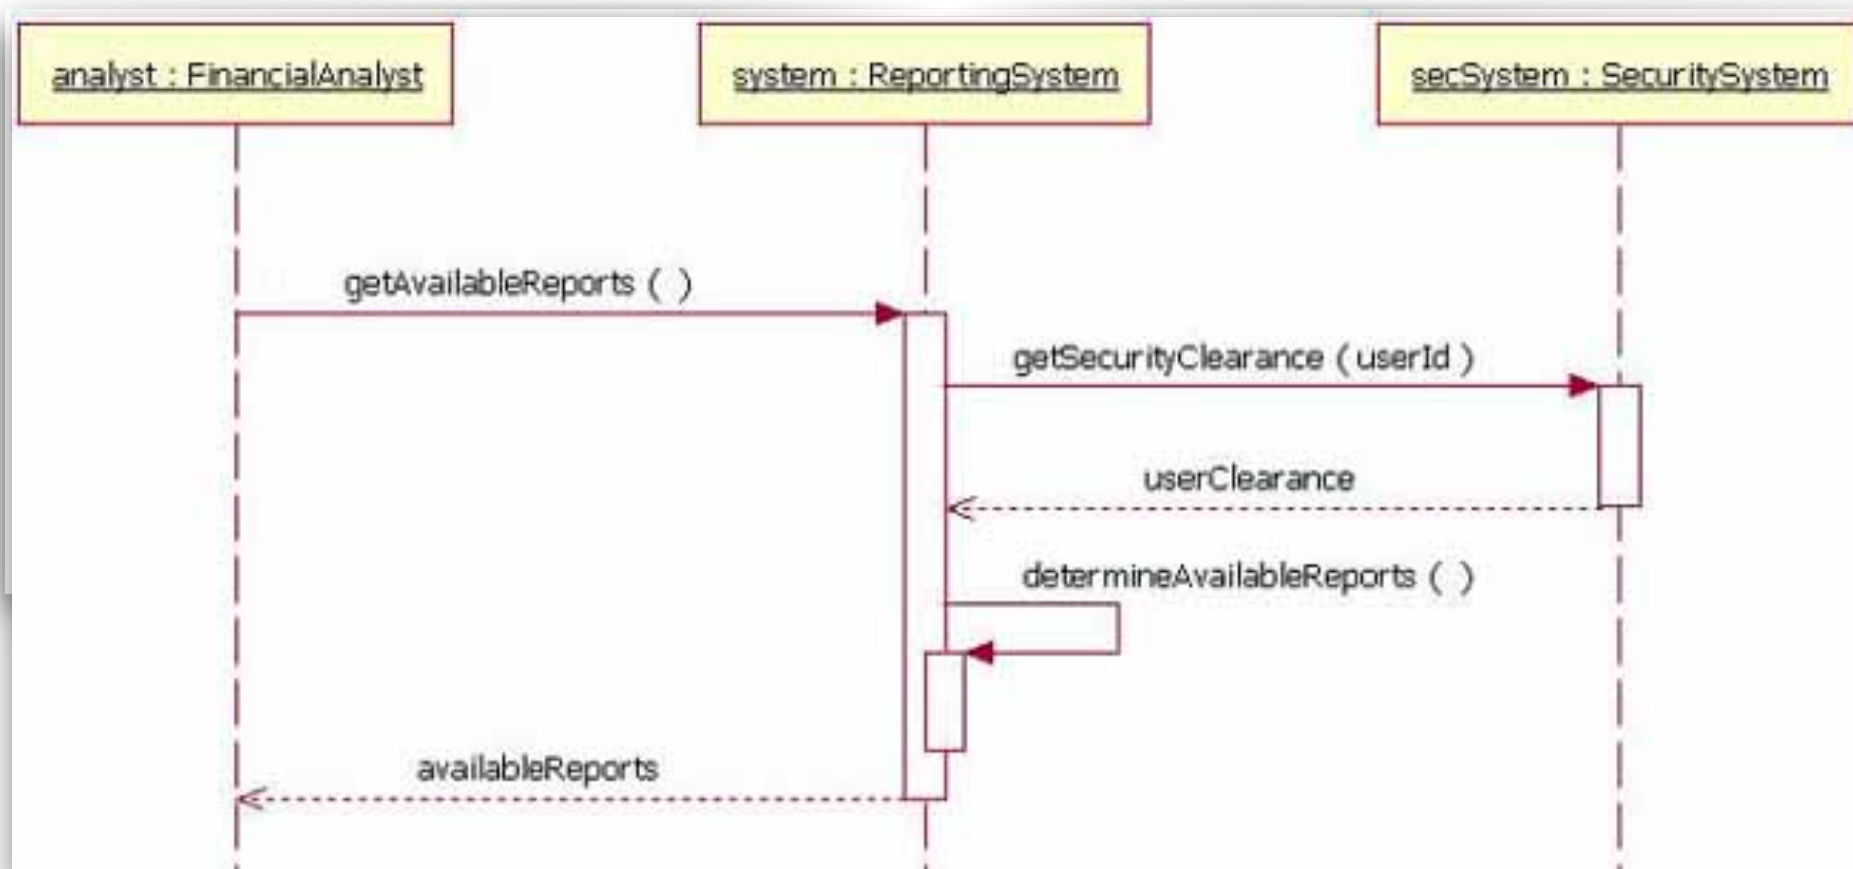 analyst : FinancialAnalyst
system : ReportingSystem
secSystem : SecuritySystem
getAvailableReports ( )
getSecurityClearance ( userId )
userClearance
determineAvailableReports ( )
availableReports